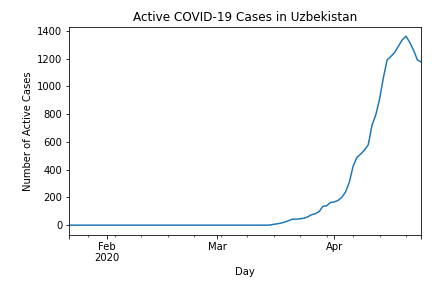 Active COVID-19 Cases in Uzbekistan
Number of Active Cases
1400
1200
1000
800
600
400
200
0
Feb
2020
Mar
Apr
Day